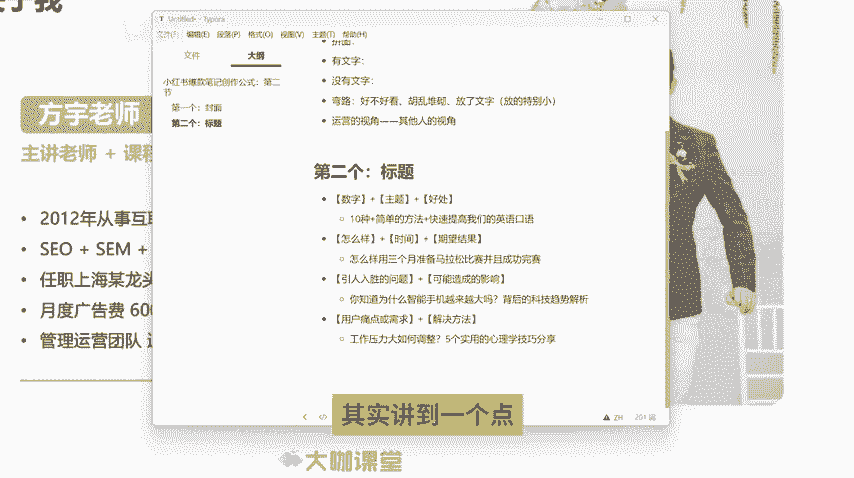 Untitled - Typora
文件(F) 编辑(E) 段落(P) 格式(O) 视图(V) 主题(T) 帮助(H)
文件 大纲
小红书爆款笔记创作公式：第二节
第一个：封面
第二个：标题
拼图：
有文字：
没有文字：
弯路：好不好看、胡乱堆砌、放了文字（放的特别小）
运营的视角——其他人的视角
第二个：标题
【数字】+【主题】+【好处】
10种+简单的方法+快速提高我们的英语口语
【怎么样】+【时间】+【期望结果】
怎么样用三个月准备马拉松比赛并且成功完赛
【引人入胜的问题】+【可能造成的影响】
你知道为什么智能手机越来越大吗？背后的科技趋势解析
【用户痛点或需求】+【解决方法】
工作压力大如何调整？5个实用的心理学技巧分享
ZH
方宇老师
主讲老师 + 课程
2012年从事互联
SEO + SEM +
任职上海某龙头
月度广告费 600
管理运营团队
其实讲到一个点
大咖课堂